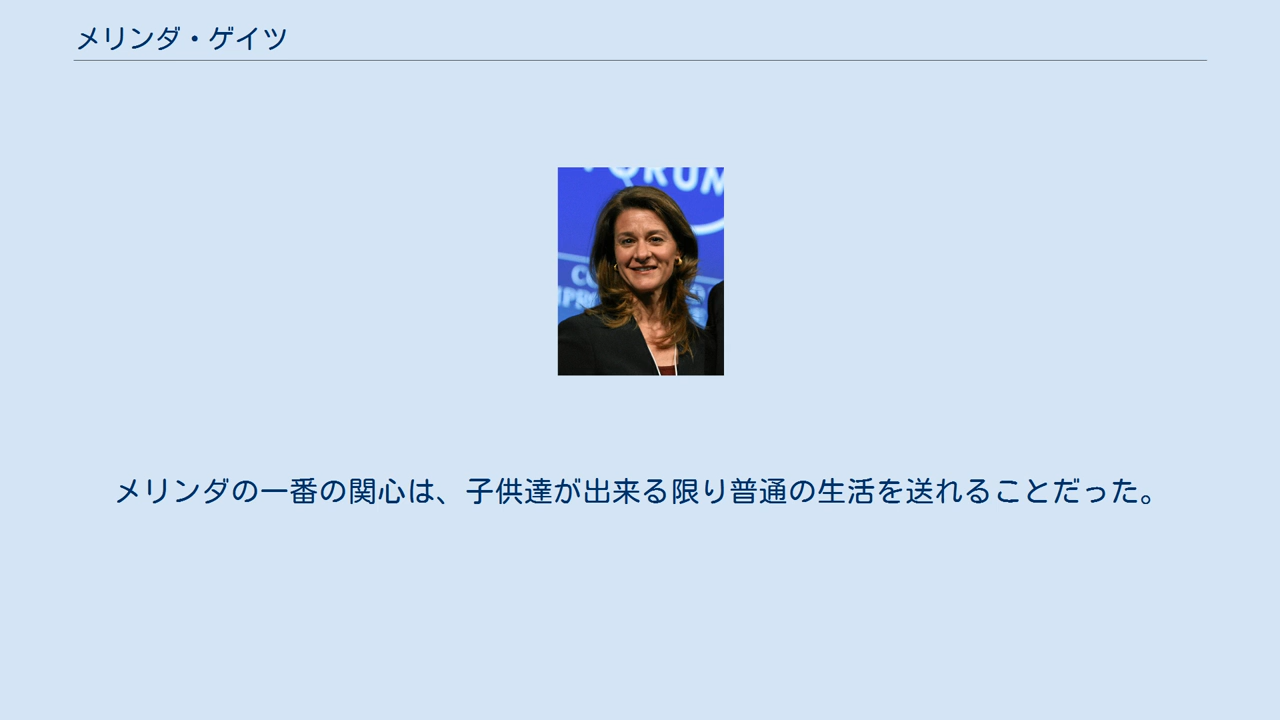 メリンダ・ゲイツ
FORUM
メリンダの一番の関心は、子供達が出来る限り普通の生活を送れることだった。